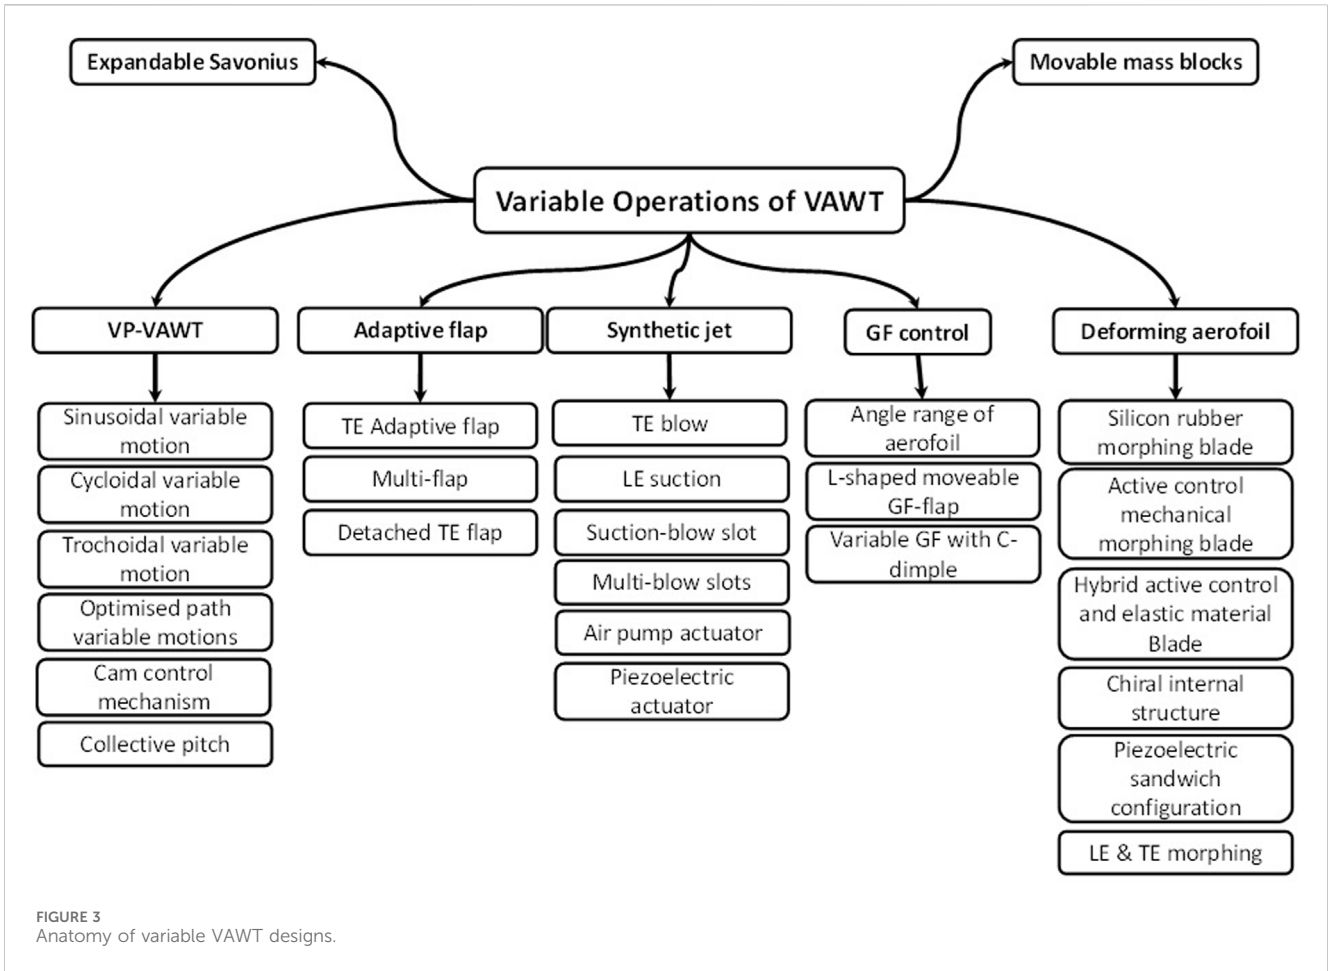 Expandable Savonius
Movable mass blocks
Variable Operations of VAWT
VP-VAWT
Adaptive flap
Synthetic jet
GF control
Deforming aerofoil
Sinusoidal variable
motion
Cycloidal variable
motion
Trochoidal variable
motion
Optimised path
variable motions
Cam control
mechanism
Collective pitch
TE Adaptive flap
Multi-flap
Detached TE flap
TE blow
LE suction
Suction-blow slot
Multi-blow slots
Air pump actuator
Piezoelectric
actuator
Angle range of
aerofoil
L-shaped moveable
GF-flap
Variable GF with C-
dimple
Silicon rubber
morphing blade
Active control
mechanical
morphing blade
Hybrid active control
and elastic material
Blade
Chiral internal
structure
Piezoelectric
sandwich
configuration
LE & TE morphing
FIGURE 3
Anatomy of variable VAWT designs.